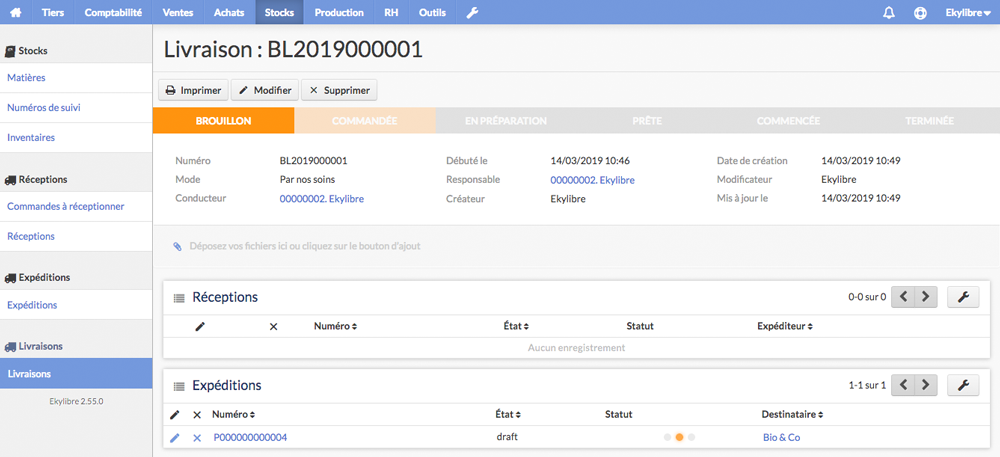 Tiers Comptabilité Ventes Achats Stocks Production RH Outils Ekylibre
Stocks
Matières
Numéros de suivi
Inventaires
Réceptions
Commandes à réceptionner
Réceptions
Expéditions
Expéditions
Livraisons
Livraisons
Ekylibre 2.55.0
Livraison : BL2019000001
Imprimer Modifier Supprimer
BROUILLON COMMANDÉE EN PRÉPARATION PRÊTE COMMENCÉE TERMINÉE
Numéro BL2019000001 Débuté le 14/03/2019 10:46 Date de création 14/03/2019 10:49
Mode Par nos soins Responsable 00000002. Ekylibre Modificateur Ekylibre
Conducteur 00000002. Ekylibre Créateur Ekylibre Mis à jour le 14/03/2019 10:49
Déposez vos fichiers ici ou cliquez sur le bouton d'ajout
Réceptions 0-0 sur 0
Numéro État Statut Expéditeur
Aucun enregistrement
Expéditions 1-1 sur 1
Numéro État Statut Destinataire
P000000000004 draft Bio & Co